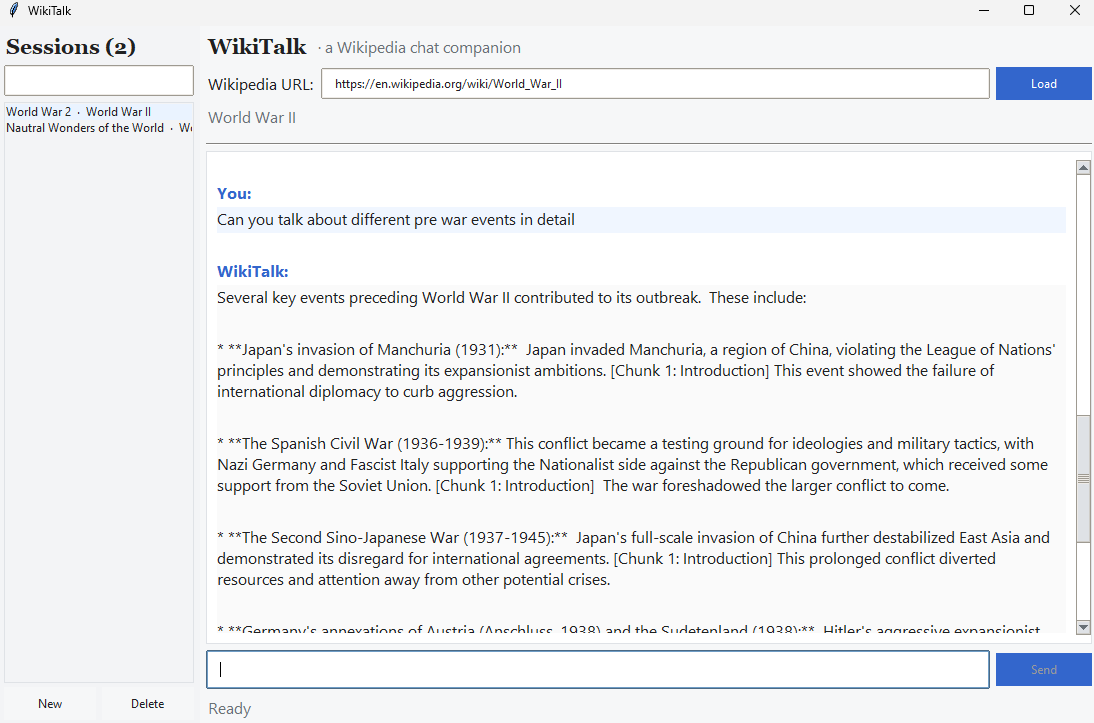 WikiTalk
Sessions (2)
World War 2 · World War II
Nautral Wonders of the World · Wo
New
Delete
WikiTalk · a Wikipedia chat companion
Wikipedia URL: https://en.wikipedia.org/wiki/World_War_II Load
World War II
You:
Can you talk about different pre war events in detail
WikiTalk:
Several key events preceding World War II contributed to its outbreak.  These include:
* **Japan's invasion of Manchuria (1931):**  Japan invaded Manchuria, a region of China, violating the League of Nations'
principles and demonstrating its expansionist ambitions. [Chunk 1: Introduction] This event showed the failure of
international diplomacy to curb aggression.
* **The Spanish Civil War (1936-1939):** This conflict became a testing ground for ideologies and military tactics, with
Nazi Germany and Fascist Italy supporting the Nationalist side against the Republican government, which received some
support from the Soviet Union. [Chunk 1: Introduction]  The war foreshadowed the larger conflict to come.
* **The Second Sino-Japanese War (1937-1945):**  Japan's full-scale invasion of China further destabilized East Asia and
demonstrated its disregard for international agreements. [Chunk 1: Introduction] This prolonged conflict diverted
resources and attention away from other potential crises.
* **Germany's annexations of Austria (Anschluss, 1938) and the Sudetenland (1938):**  Hitler's aggressive expansionist
Send
Ready